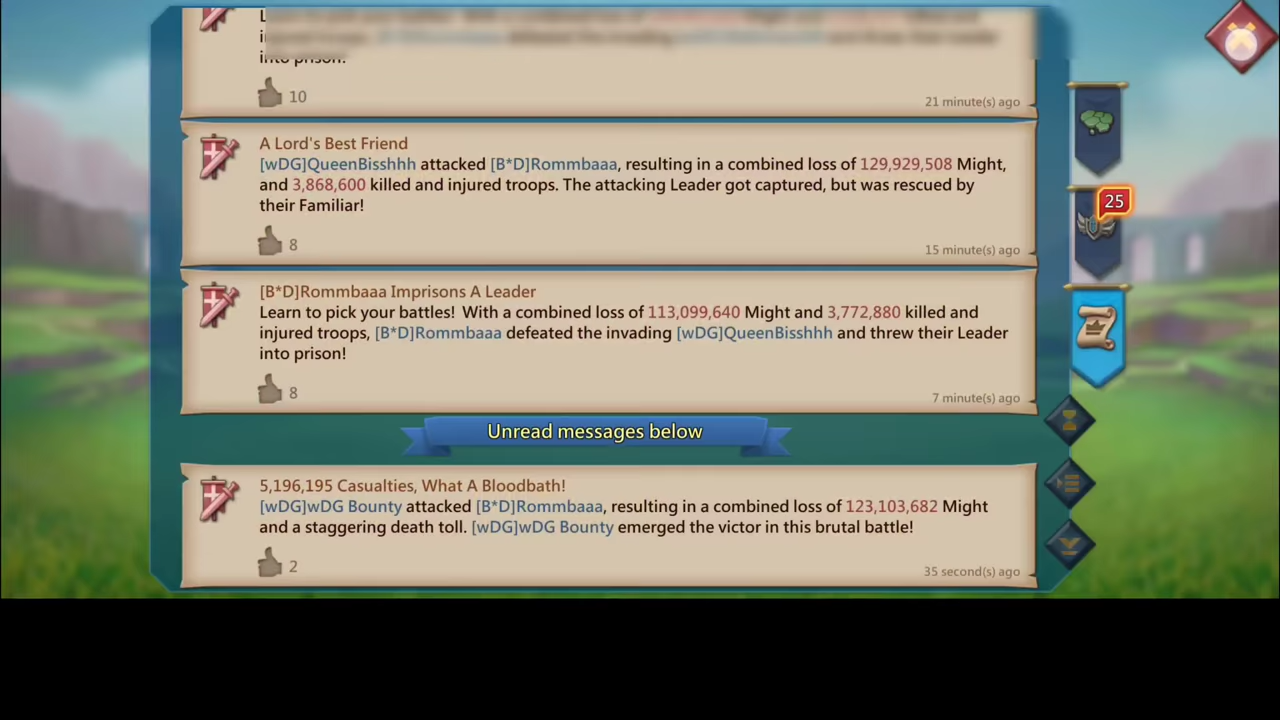 into prison!
10
21 minute(s) ago
A Lord's Best Friend
[wDG]QueenBisshhh attacked [B*D]Rommbaaa, resulting in a combined loss of 129,929,508 Might,
and 3,868,600 killed and injured troops. The attacking Leader got captured, but was rescued by
their Familiar!
8
15 minute(s) ago
25
[B*D]Rommbaaa Imprisons A Leader
Learn to pick your battles! With a combined loss of 113,099,640 Might and 3,772,880 killed and
injured troops, [B*D]Rommbaaa defeated the invading [wDG]QueenBisshhh and threw their Leader
into prison!
8
7 minute(s) ago
Unread messages below
5,196,195 Casualties, What A Bloodbath!
[wDG]wDG Bounty attacked [B*D]Rommbaaa, resulting in a combined loss of 123,103,682 Might
and a staggering death toll. [wDG]wDG Bounty emerged the victor in this brutal battle!
2
35 second(s) ago